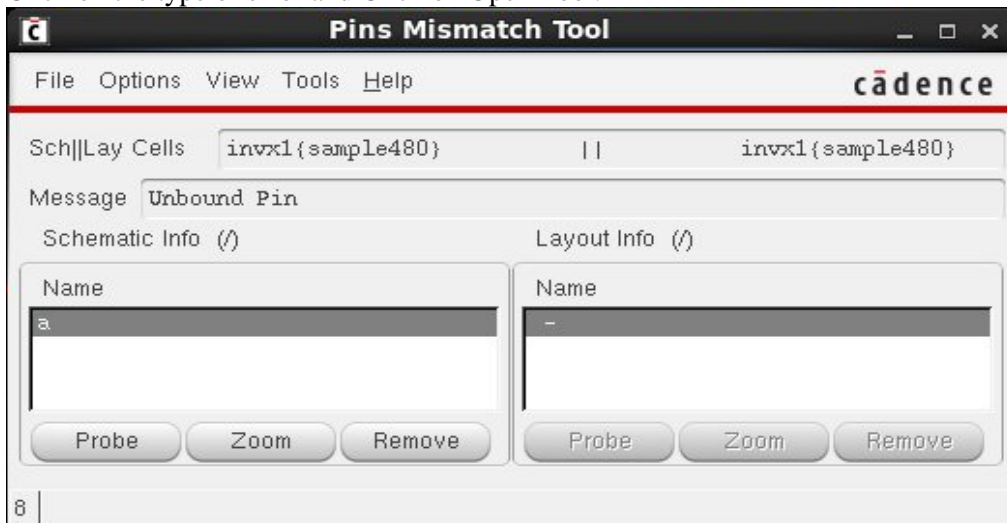 Pins Mismatch Tool
File Options View Tools Help cādence
Sch||Lay Cells invx1{sample480} || invx1{sample480}
Message Unbound Pin
Schematic Info (/) Layout Info (/)
Name Name
a -
Probe Zoom Remove Probe Zoom Remove
8